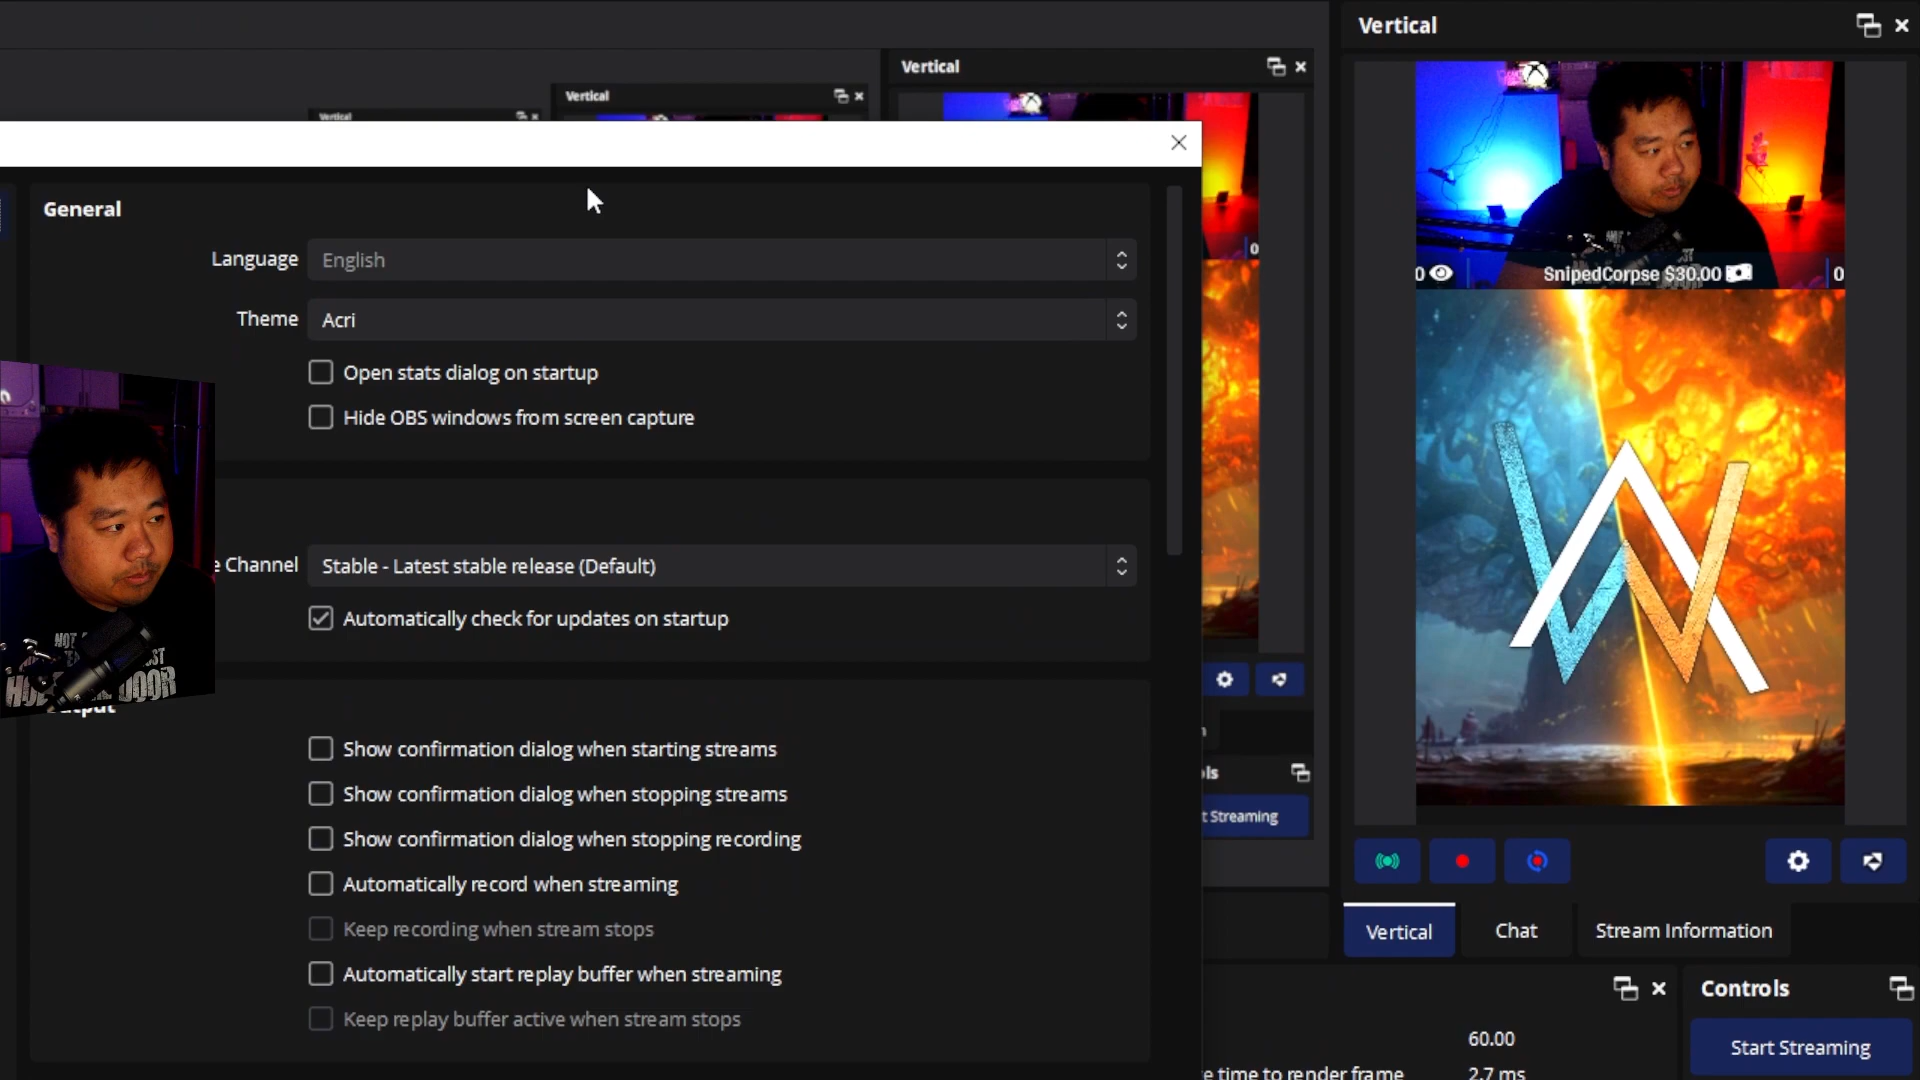 Vertical
Vertical
Vertical
Vertical
General
Language
English
Theme
Acri
Open stats dialog on startup
Hide OBS windows from screen capture
e Channel
Stable - Latest stable release (Default)
Automatically check for updates on startup
Show confirmation dialog when starting streams
Show confirmation dialog when stopping streams
Show confirmation dialog when stopping recording
Automatically record when streaming
Keep recording when stream stops
Automatically start replay buffer when streaming
Keep replay buffer active when stream stops
0
ls
t Streaming
0
SnipedCorpse $30.00
0
Vertical
Chat
Stream Information
Controls
60.00
Start Streaming
e time to render frame
2.7 ms